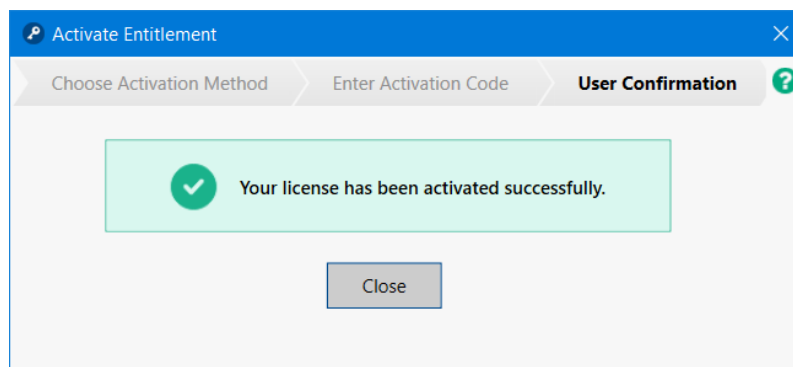 Activate Entitlement
Choose Activation Method Enter Activation Code User Confirmation ?
Your license has been activated successfully.
Close